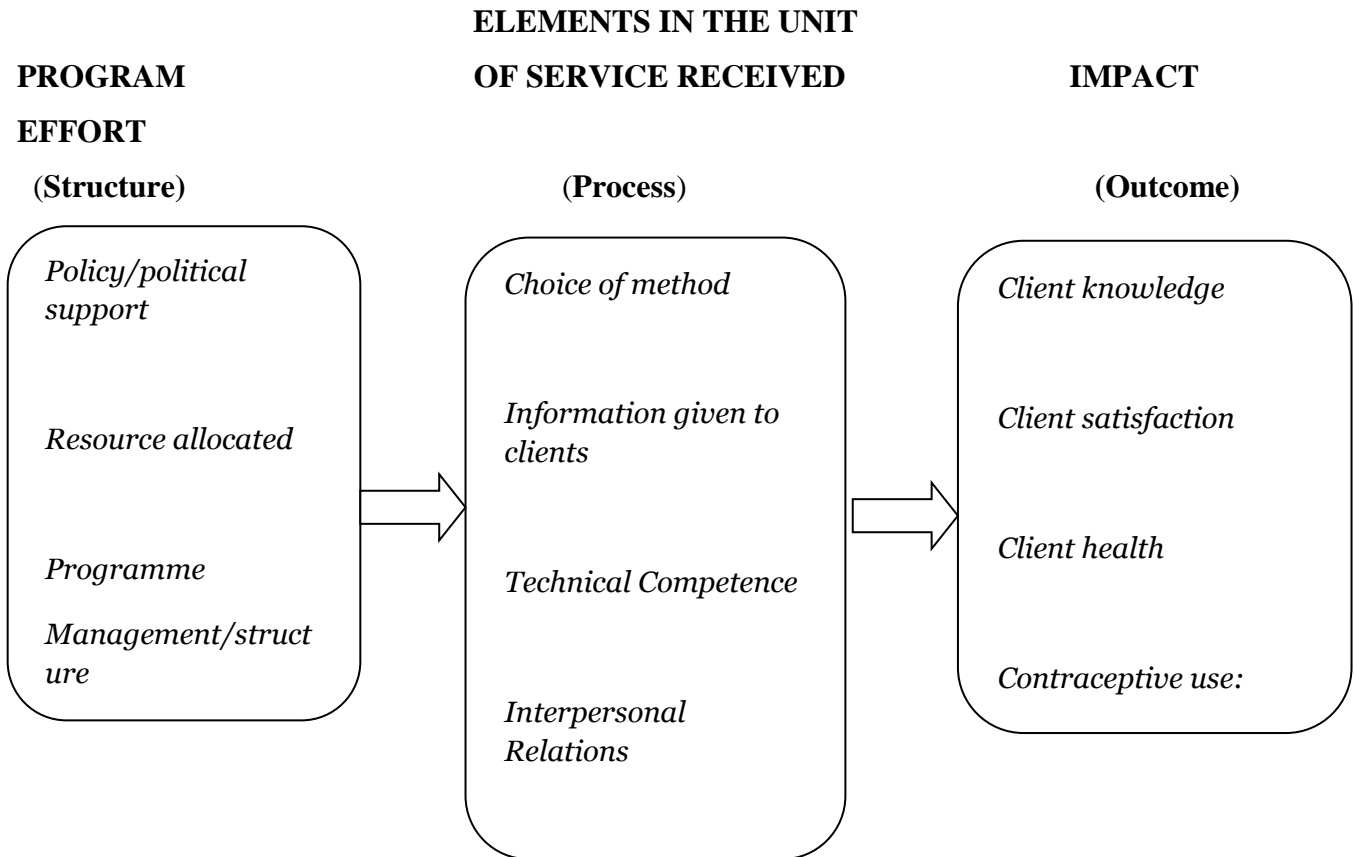 PROGRAM
EFFORT
(Structure)
Policy/political
support
Resource allocated
Programme
Management/struct
ure
ELEMENTS IN THE UNIT
OF SERVICE RECEIVED
(Process)
Choice of method
Information given to
clients
Technical Competence
Interpersonal
Relations
IMPACT
(Outcome)
Client knowledge
Client satisfaction
Client health
Contraceptive use: